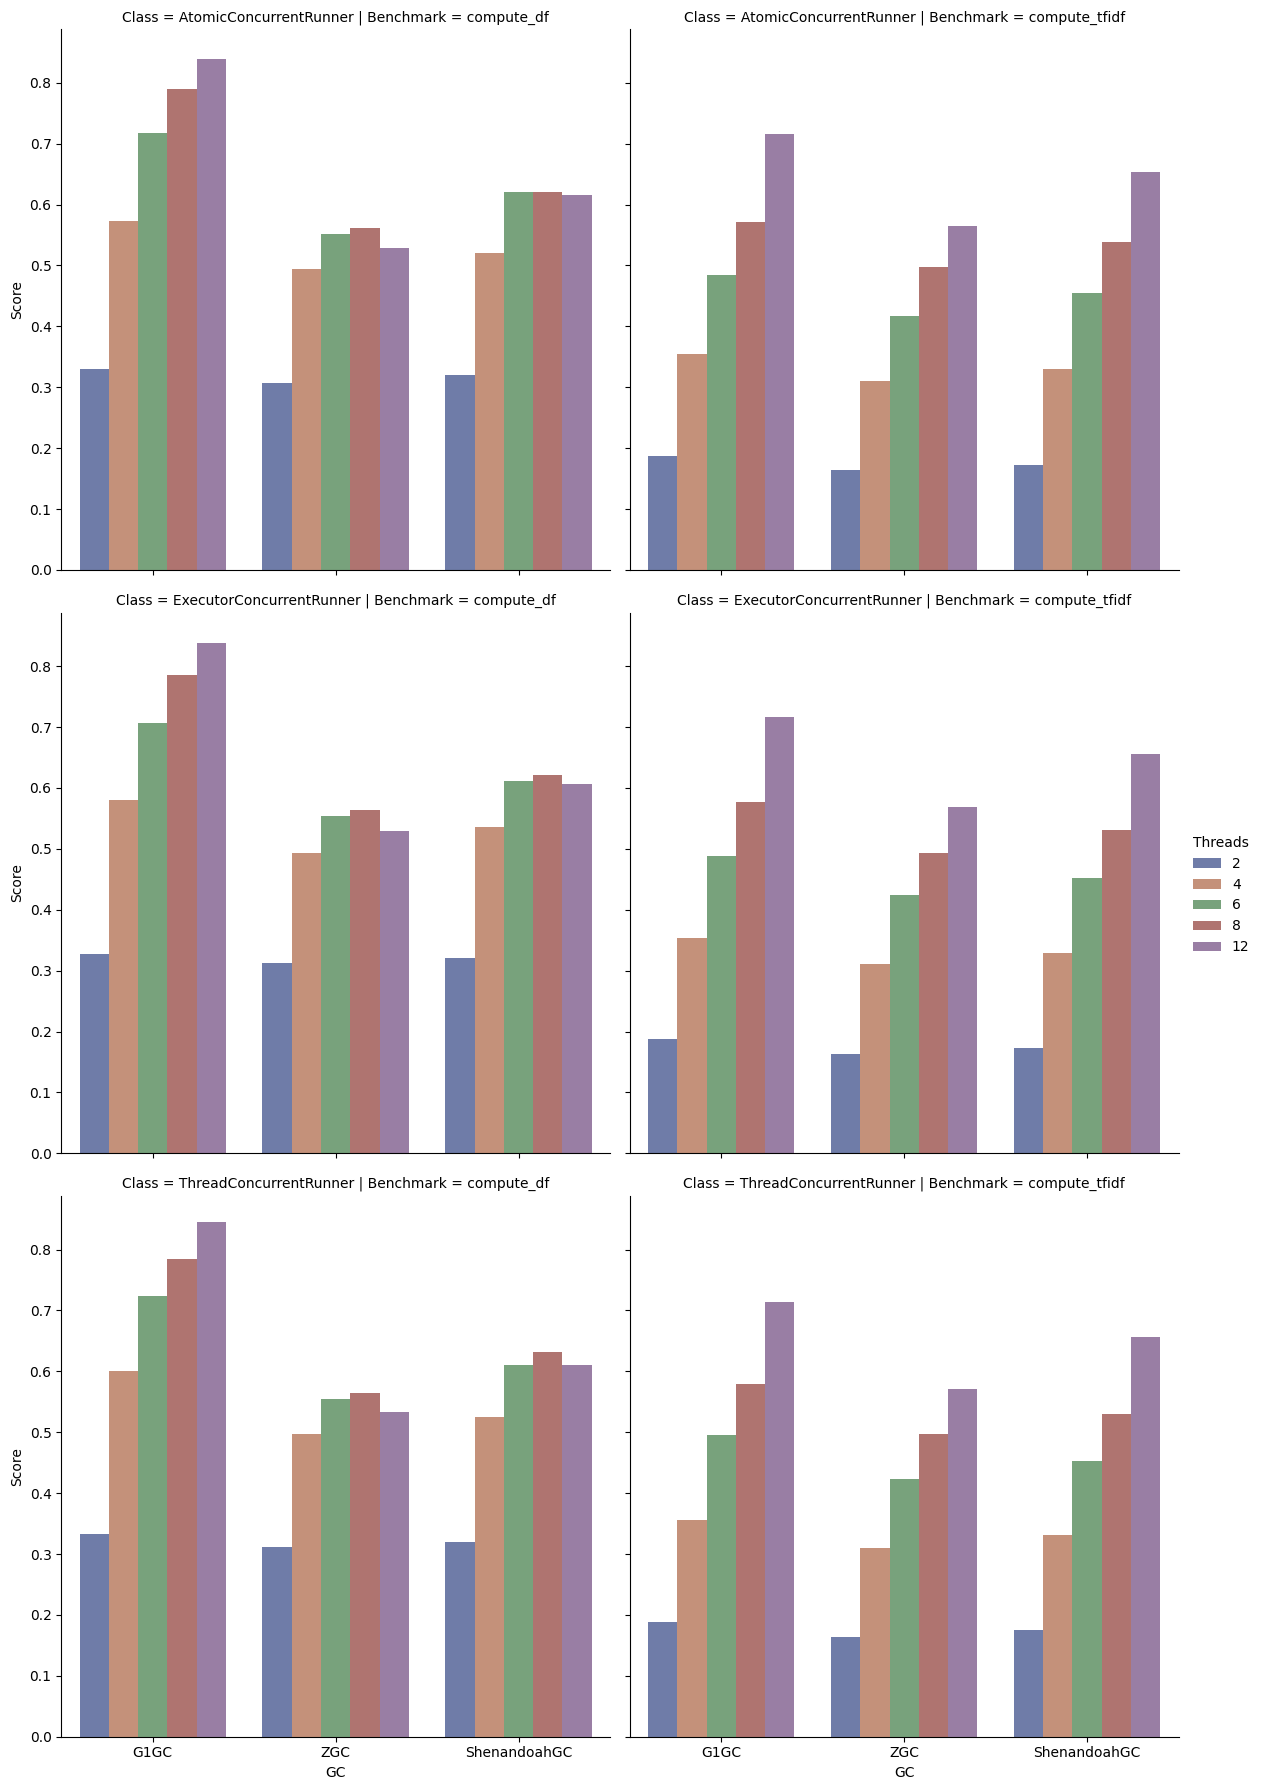 Class = AtomicConcurrentRunner | Benchmark = compute_df
Class = AtomicConcurrentRunner | Benchmark = compute_tfidf
0.8
0.7
0.6
0.5
0.4
0.3
0.2
0.1
0.0
Score
Class = ExecutorConcurrentRunner | Benchmark = compute_df
Class = ExecutorConcurrentRunner | Benchmark = compute_tfidf
0.8
0.7
0.6
0.5
0.4
0.3
0.2
0.1
0.0
Score
Threads
2
4
6
8
12
Class = ThreadConcurrentRunner | Benchmark = compute_df
Class = ThreadConcurrentRunner | Benchmark = compute_tfidf
0.8
0.7
0.6
0.5
0.4
0.3
0.2
0.1
0.0
Score
G1GC ZGC ShenandoahGC
GC
G1GC ZGC ShenandoahGC
GC